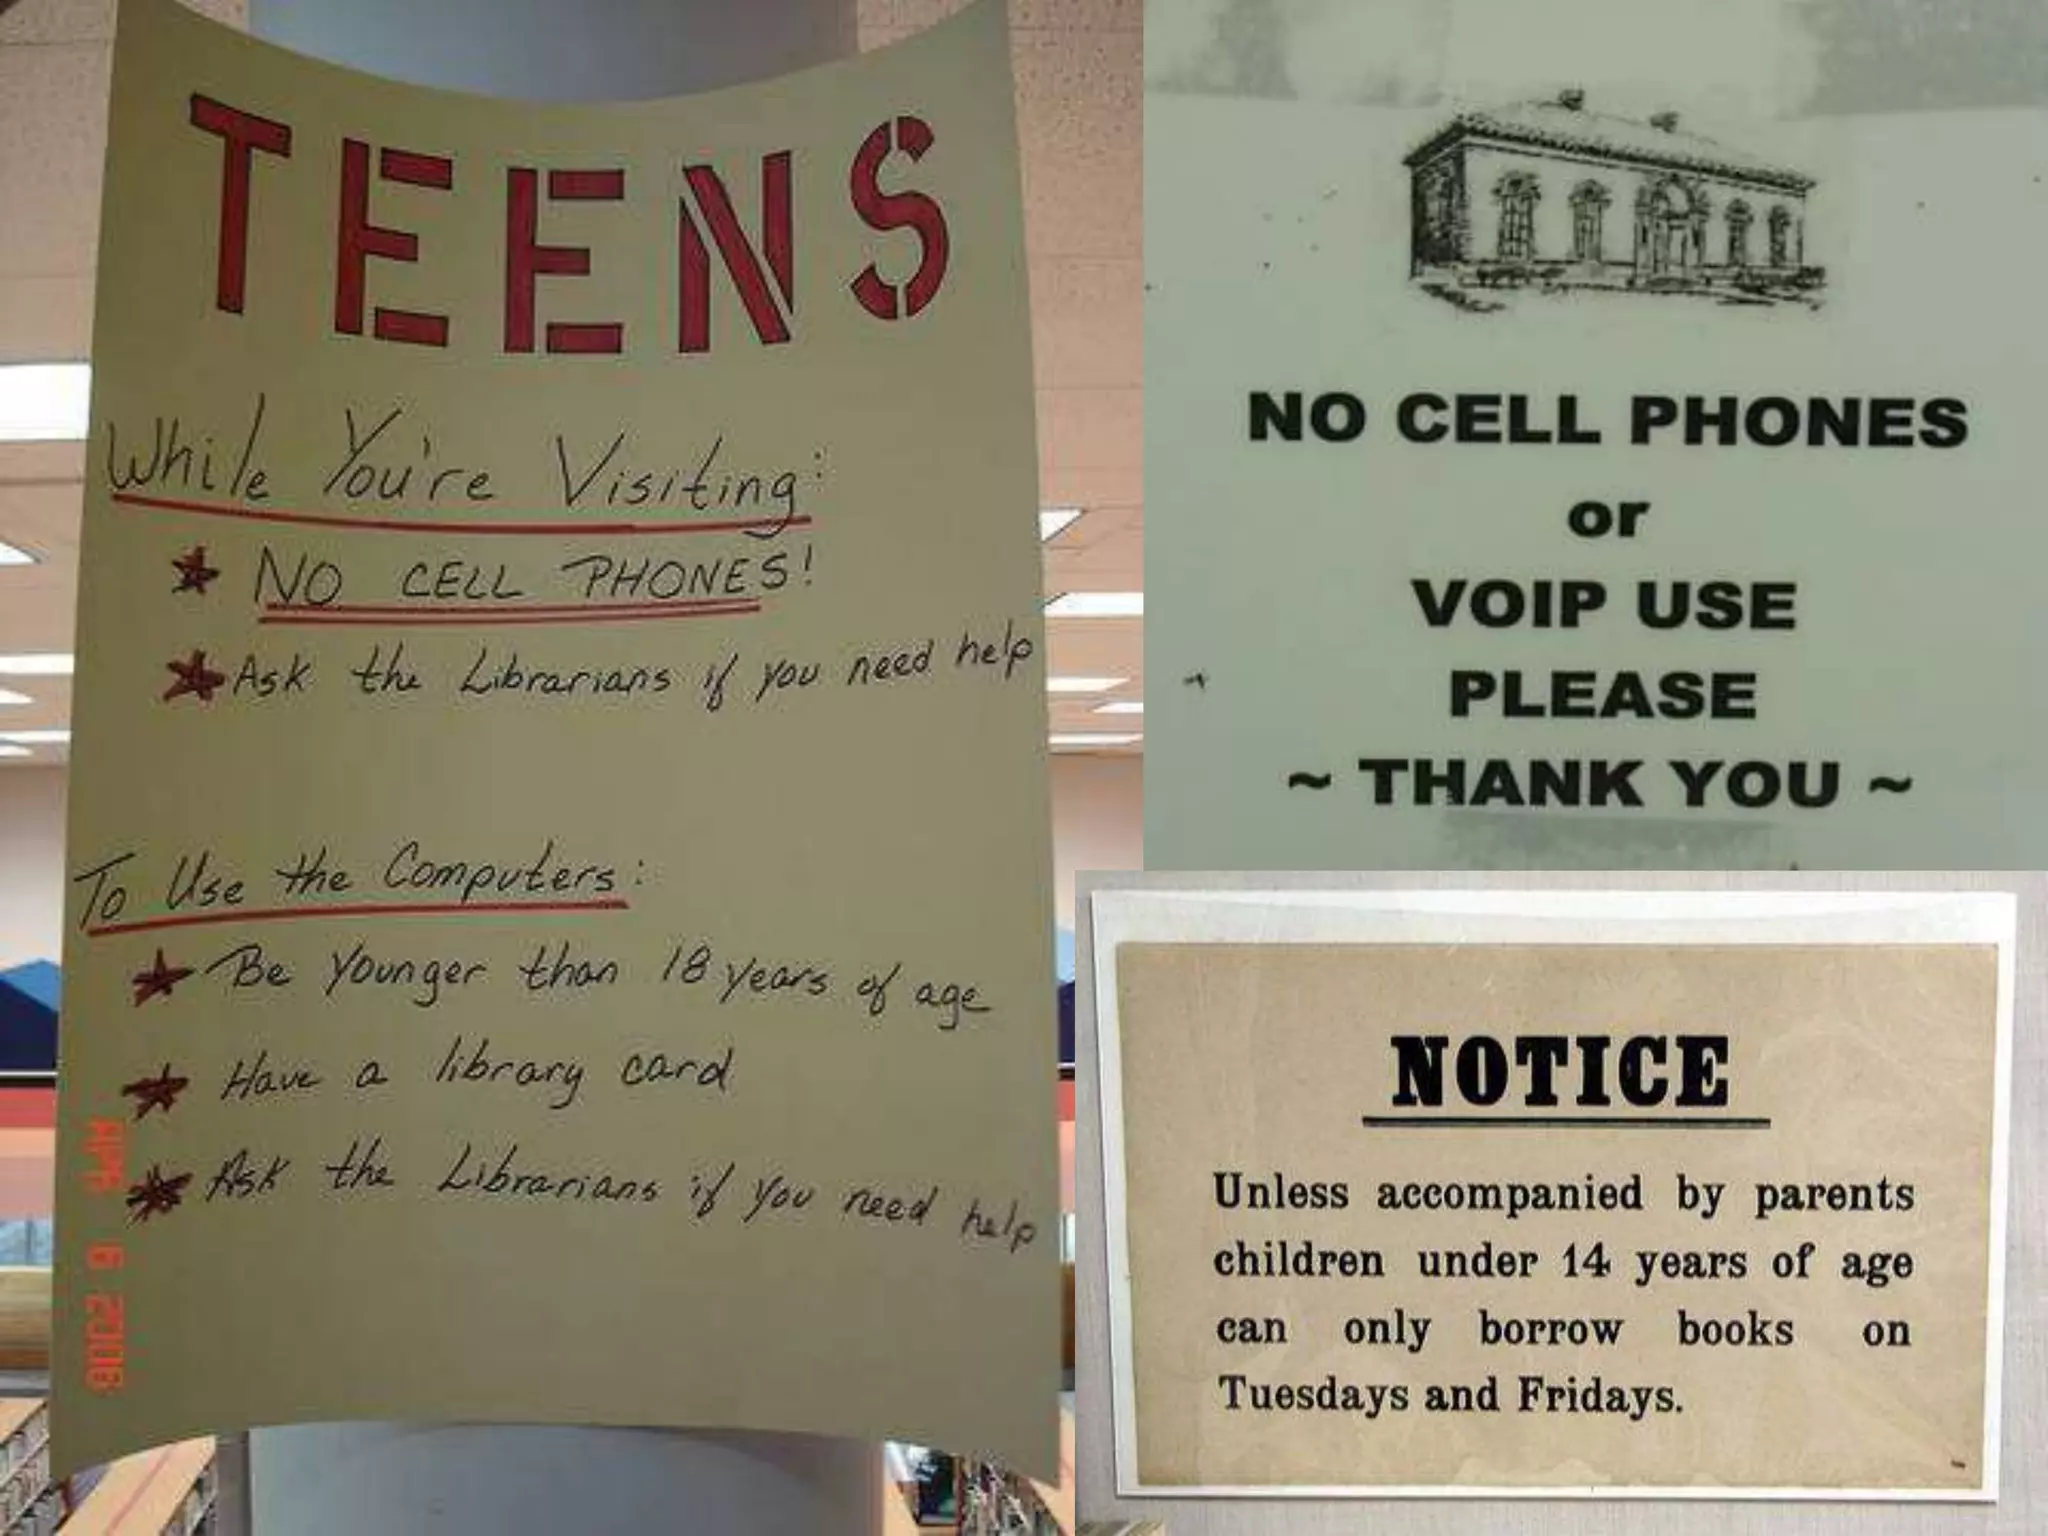 TEENS
While You're Visiting:
NO CELL PHONES!
Ask the Librarians if you need help
To Use the Computers:
Be younger than 18 years of age
Have a library card
Ask the Librarians if you need help
APR 6 2008
NO CELL PHONES
or
VOIP USE
PLEASE
~ THANK YOU ~
NOTICE
Unless accompanied by parents
children under 14 years of age
can only borrow books on
Tuesdays and Fridays.